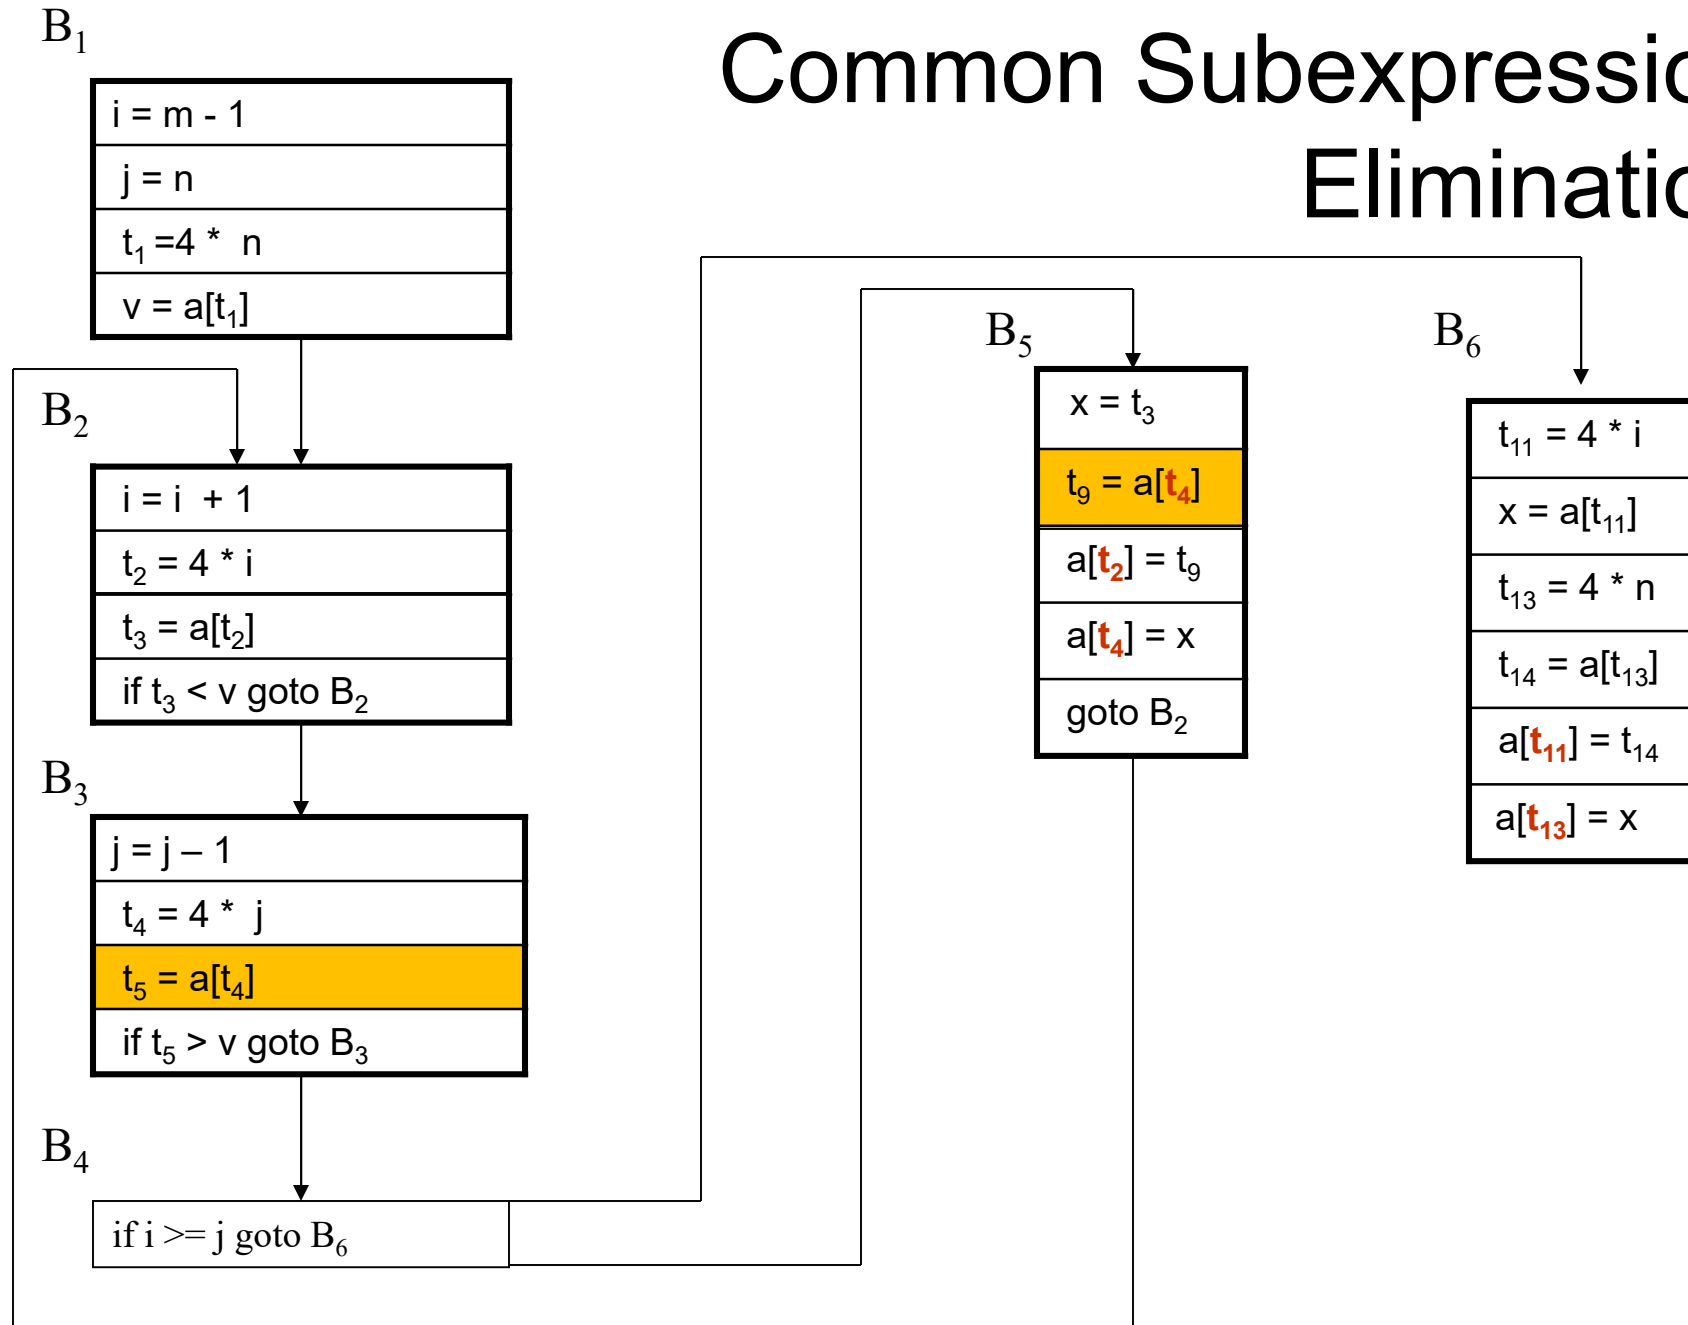 Common Subexpressio
Eliminatio
B₁
i = m - 1
j = n
t₁ =4 * n
v = a[t₁]
B₂
i = i + 1
t₂ = 4 * i
t₃ = a[t₂]
if t₃ < v goto B₂
B₃
j = j – 1
t₄ = 4 * j
t₅ = a[t₄]
if t₅ > v goto B₃
B₄
if i >= j goto B₆
B₅
x = t₃
t₉ = a[t₄]
a[t₂] = t₉
a[t₄] = x
goto B₂
B₆
t₁₁ = 4 * i
x = a[t₁₁]
t₁₃ = 4 * n
t₁₄ = a[t₁₃]
a[t₁₁] = t₁₄
a[t₁₃] = x